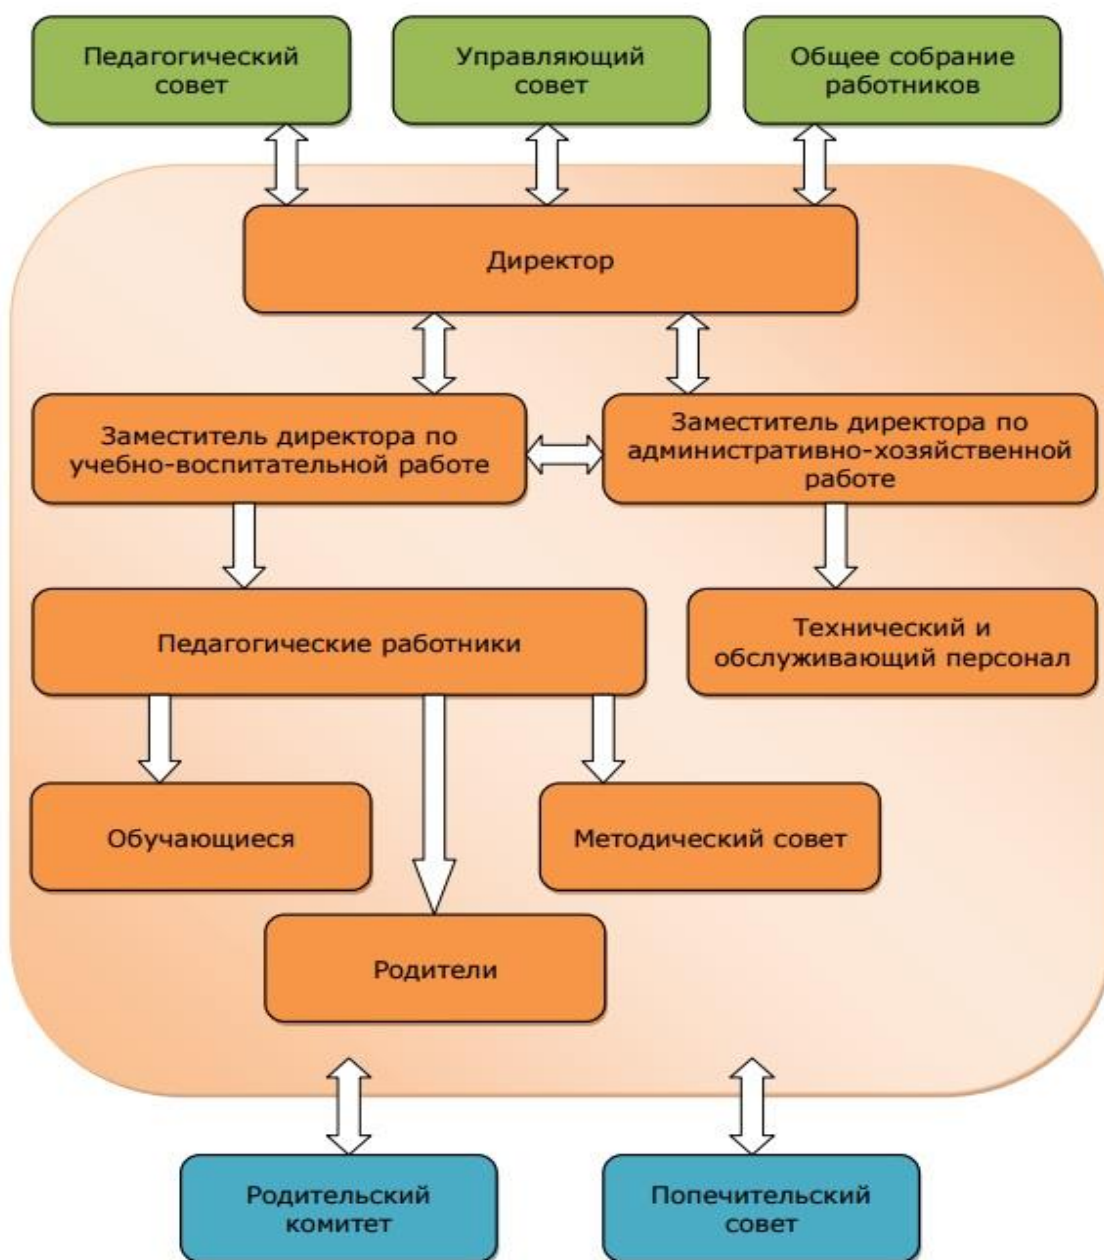 Педагогический
совет
Управляющий
совет
Общее собрание
работников
Директор
Заместитель директора по
учебно-воспитательной работе
Заместитель директора по
административно-хозяйственной
работе
Педагогические работники
Технический и
обслуживающий персонал
Обучающиеся
Методический совет
Родители
Родительский
комитет
Попечительский
совет